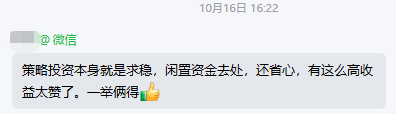 10月16日 16:22
@微信
策略投资本身就是求稳，闲置资金去处，还省心，有这么高收
益太赞了。一举俩得👍